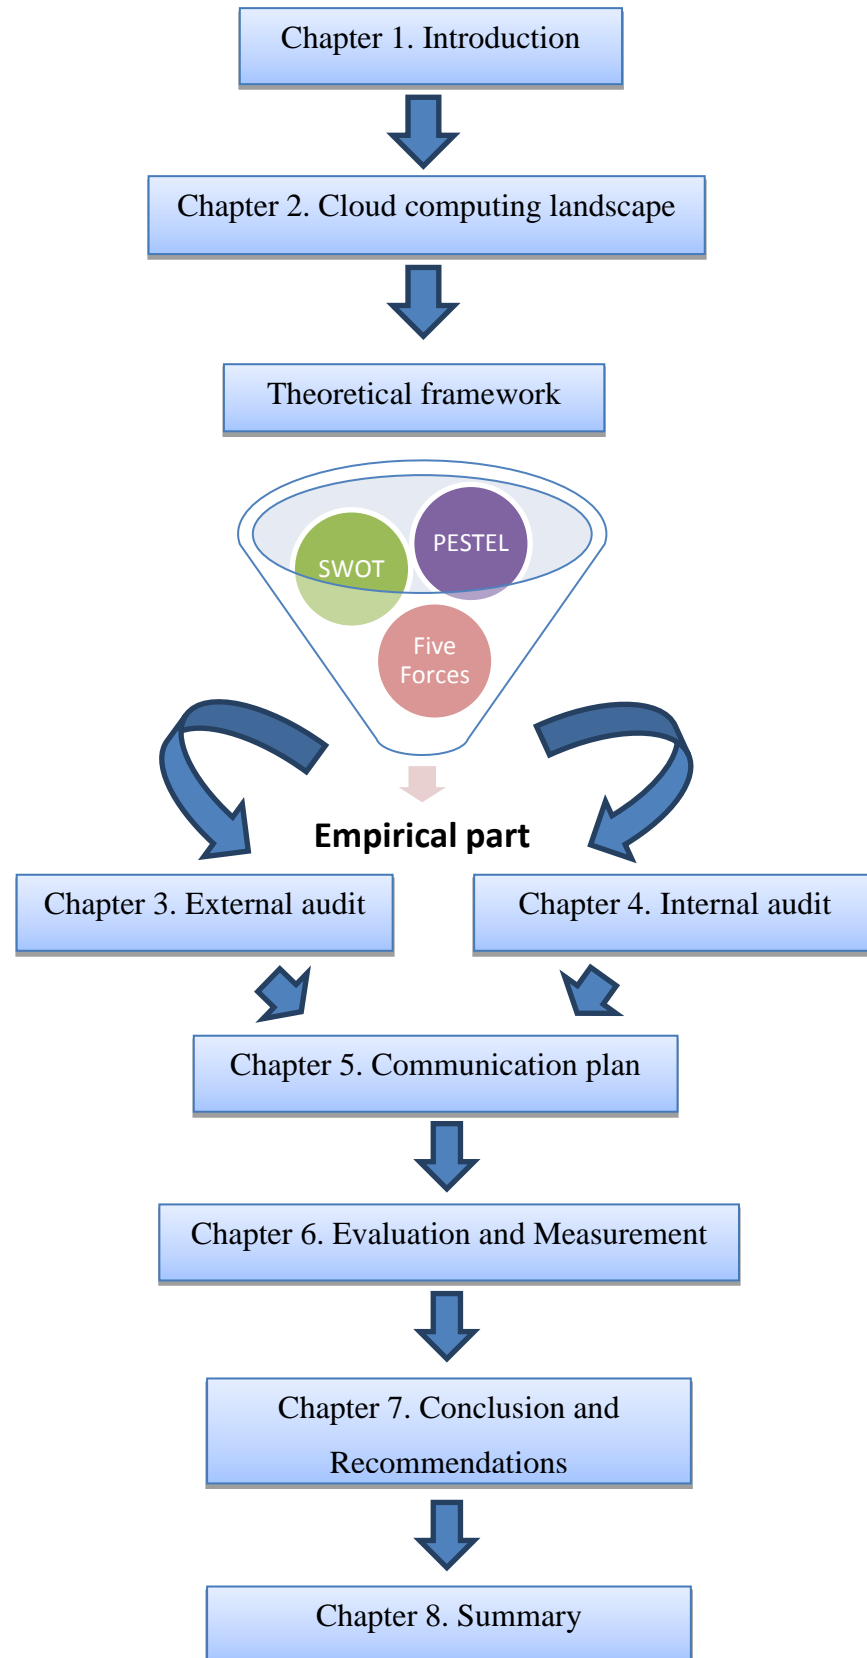 Chapter 1. Introduction
Chapter 2. Cloud computing landscape
Theoretical framework
PESTEL
SWOT
Five
Forces
Empirical part
Chapter 3. External audit
Chapter 4. Internal audit
Chapter 5. Communication plan
Chapter 6. Evaluation and Measurement
Chapter 7. Conclusion and
Recommendations
Chapter 8. Summary